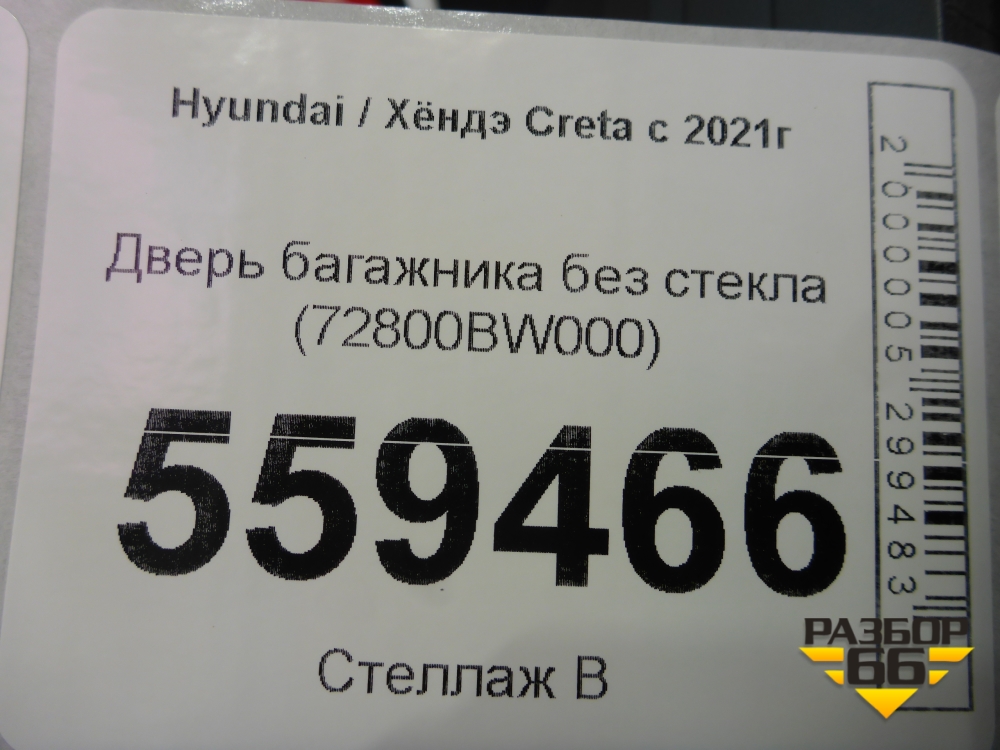 Hyundai / Хёндэ Creta с 2021г
Дверь багажника без стекла
(72800BW000)
559466
Стеллаж В
2000005299483
РАЗБОР
66